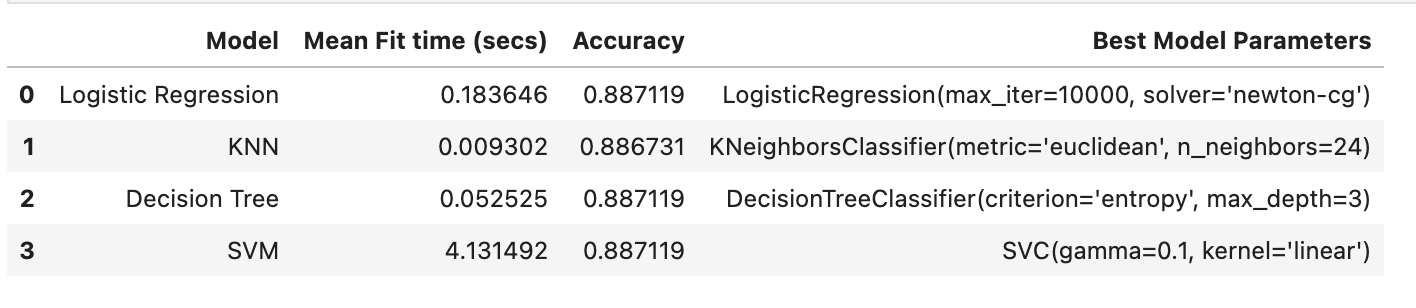 Model Mean Fit time (secs) Accuracy Best Model Parameters
0 Logistic Regression 0.183646 0.887119 LogisticRegression(max_iter=10000, solver='newton-cg')
1 KNN 0.009302 0.886731 KNeighborsClassifier(metric='euclidean', n_neighbors=24)
2 Decision Tree 0.052525 0.887119 DecisionTreeClassifier(criterion='entropy', max_depth=3)
3 SVM 4.131492 0.887119 SVC(gamma=0.1, kernel='linear')